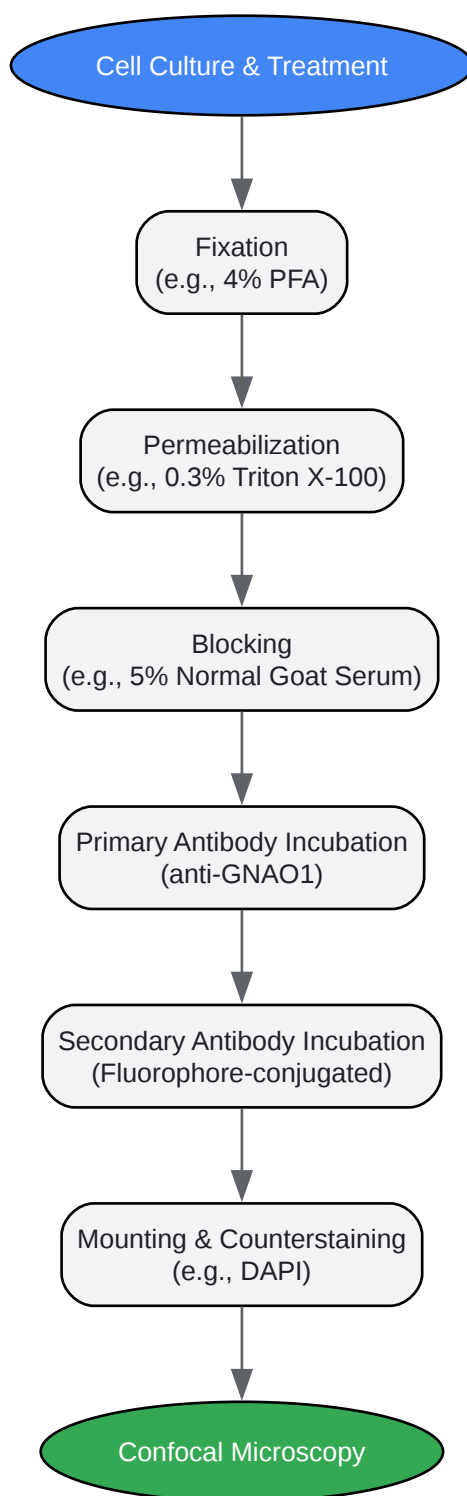 Cell Culture & Treatment
Fixation
(e.g., 4% PFA)
Permeabilization
(e.g., 0.3% Triton X-100)
Blocking
(e.g., 5% Normal Goat Serum)
Primary Antibody Incubation
(anti-GNAO1)
Secondary Antibody Incubation
(Fluorophore-conjugated)
Mounting & Counterstaining
(e.g., DAPI)
Confocal Microscopy